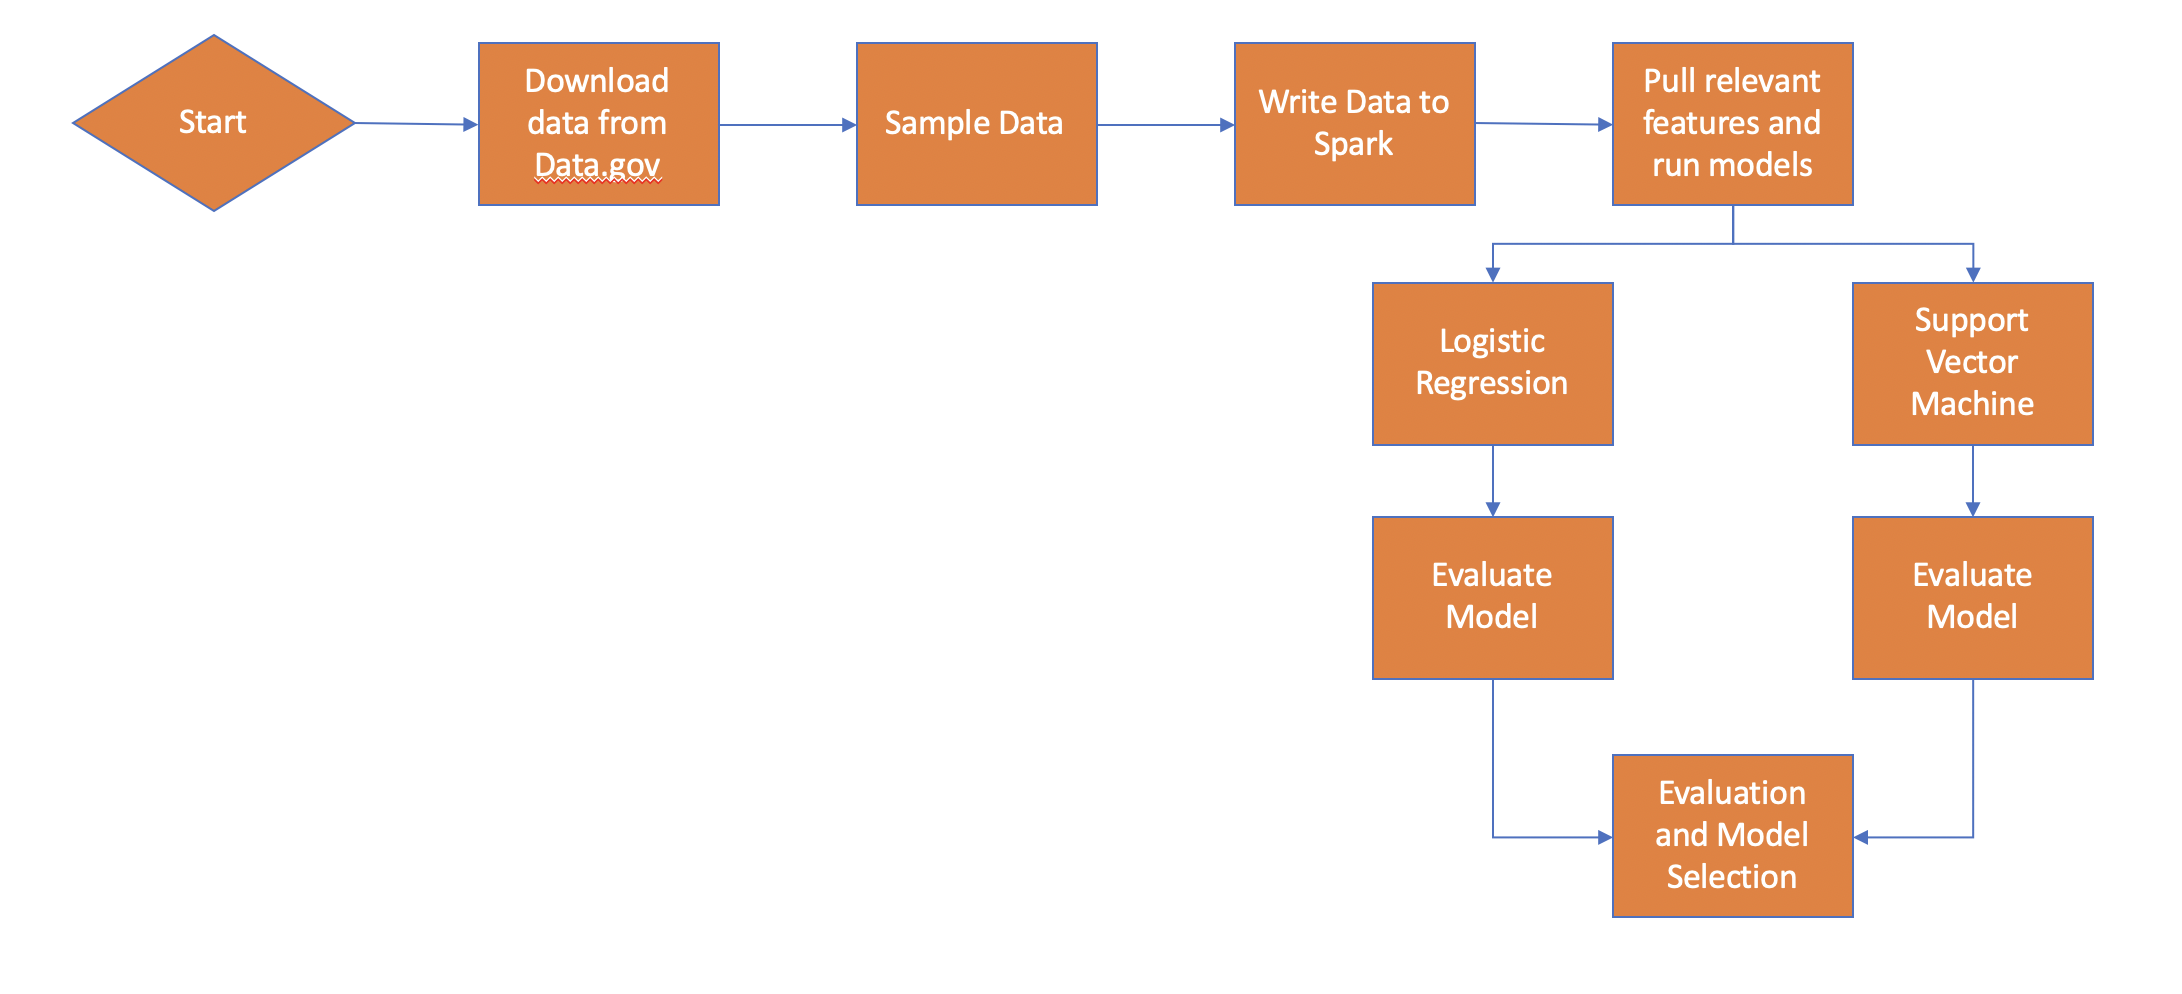 Start
Download
data from
Data.gov
Sample Data
Write Data to
Spark
Pull relevant
features and
run models
Logistic
Regression
Support
Vector
Machine
Evaluate
Model
Evaluate
Model
Evaluation
and Model
Selection